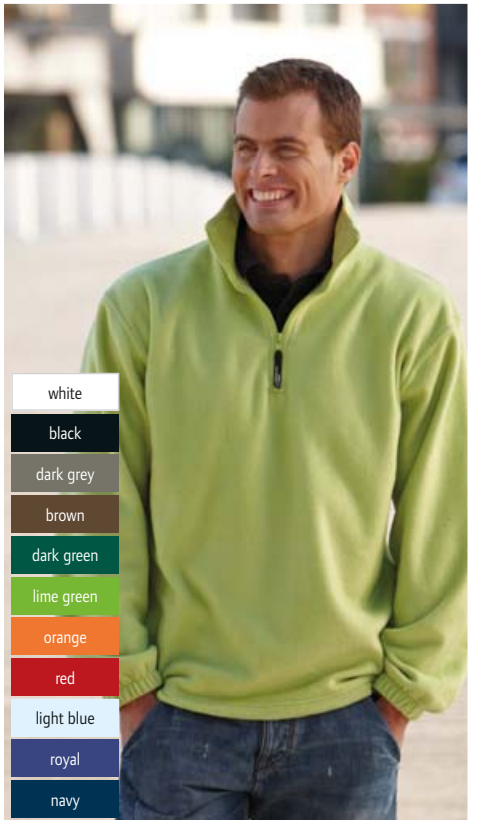 white
black
dark grey
brown
dark green
lime green
orange
red
light blue
royal
navy